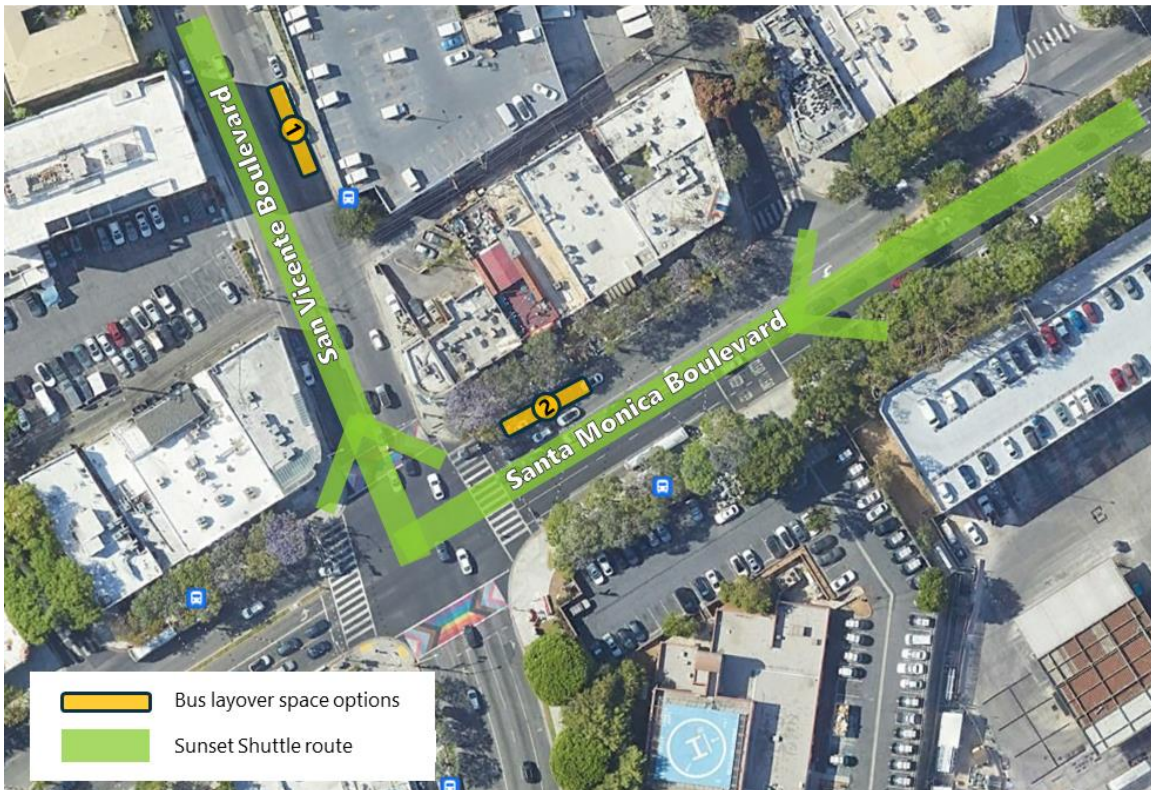 1
San Vicente Boulevard
2
Santa Monica Boulevard
H
E
Bus layover space options
Sunset Shuttle route